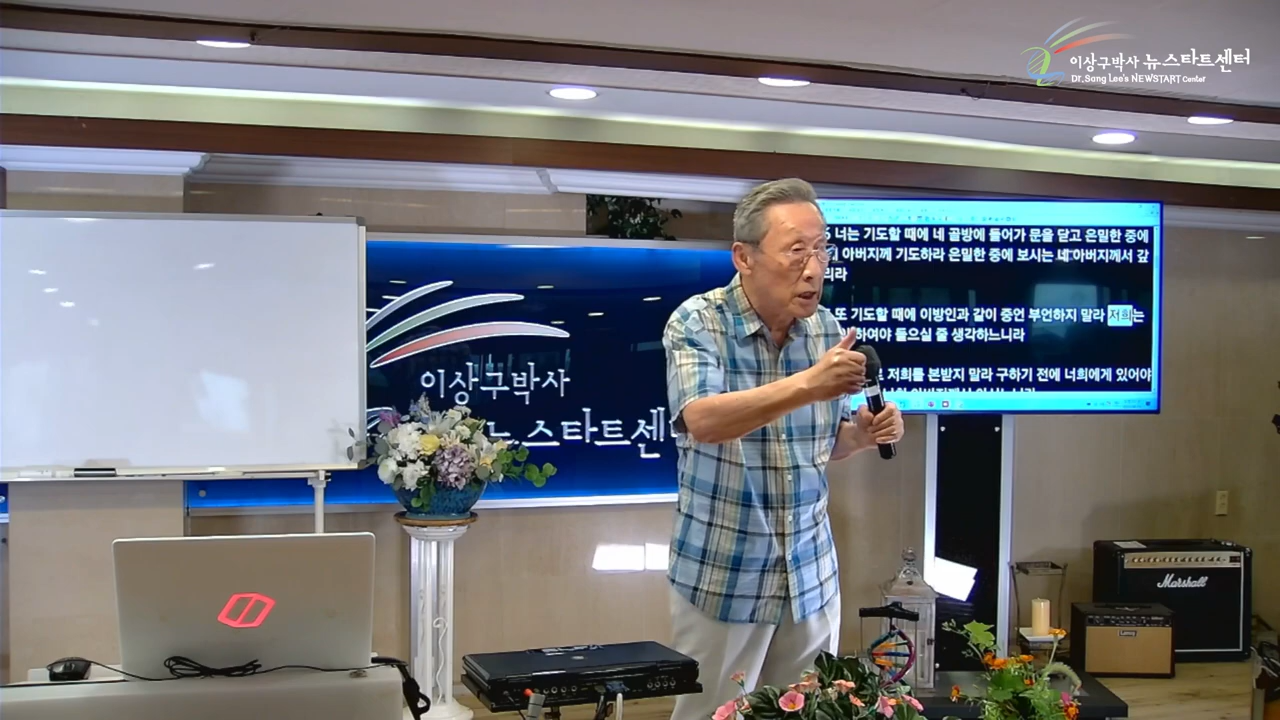 이상구박사 뉴스타트센터
Dr. Sang Lee's NEWSTART Center
너는 기도할 때에 네 골방에 들어가 문을 닫고 은밀한 중에
아버지께 기도하라 은밀한 중에 보시는 네 아버지께서 갚
리라
또 기도할 때에 이방인과 같이 중언 부언하지 말라 저희는
하여야 들으실 줄 생각하느니라
저희를 본받지 말라 구하기 전에 너희에게 있어야
이상구박사
뉴스타트센
Marshall
Laney